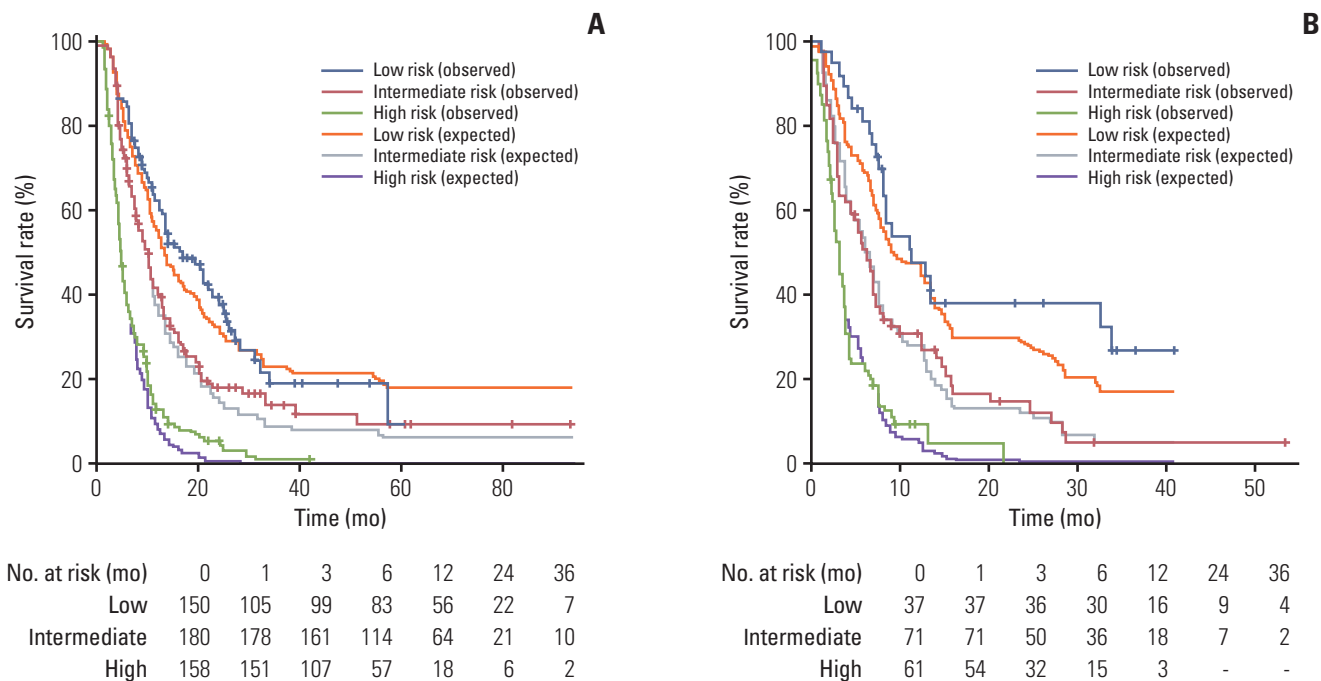 A
100
80
60
40
20
0
Survival rate (%)
Low risk (observed)
Intermediate risk (observed)
High risk (observed)
Low risk (expected)
Intermediate risk (expected)
High risk (expected)
0 20 40 60 80
Time (mo)
No. at risk (mo) 0 1 3 6 12 24 36
Low 150 105 99 83 56 22 7
Intermediate 180 178 161 114 64 21 10
High 158 151 107 57 18 6 2
B
100
80
60
40
20
0
Survival rate (%)
Low risk (observed)
Intermediate risk (observed)
High risk (observed)
Low risk (expected)
Intermediate risk (expected)
High risk (expected)
0 10 20 30 40 50
Time (mo)
No. at risk (mo) 0 1 3 6 12 24 36
Low 37 37 36 30 16 9 4
Intermediate 71 71 50 36 18 7 2
High 61 54 32 15 3 - -